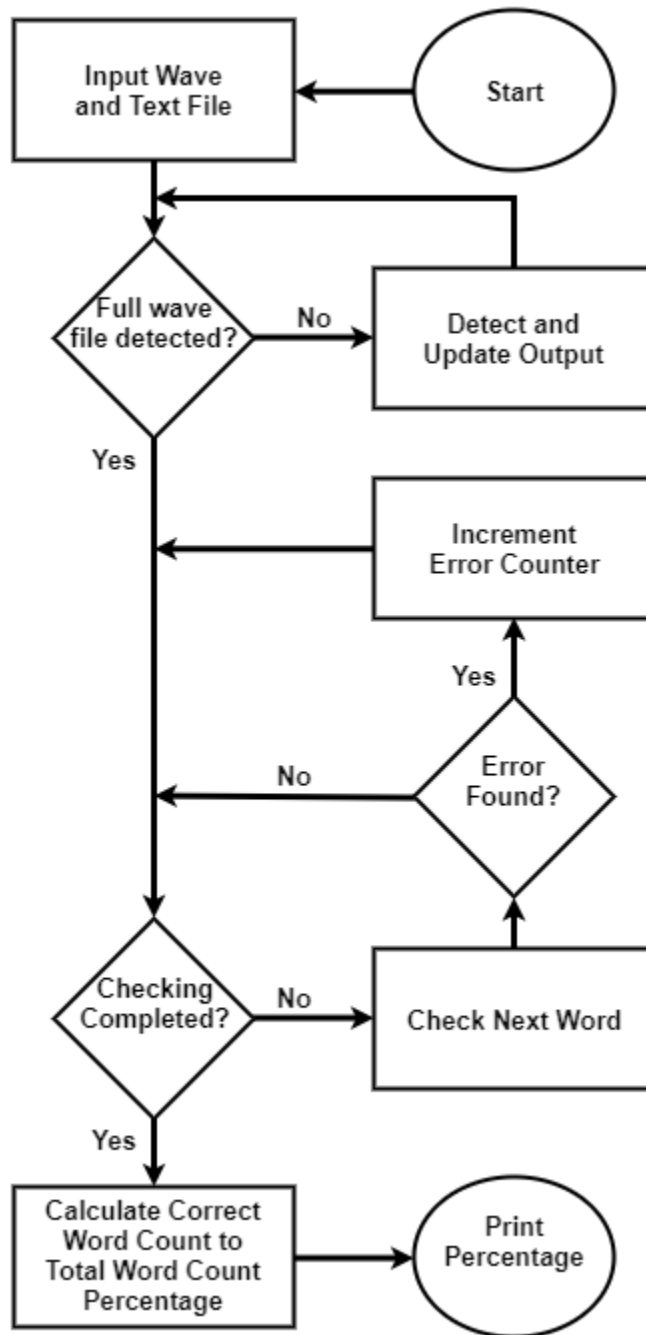 Start
Input Wave
and Text File
Full wave
file detected?
No
Detect and
Update Output
Yes
Increment
Error Counter
Yes
Error
Found?
No
Checking
Completed?
No
Check Next Word
Yes
Calculate Correct
Word Count to
Total Word Count
Percentage
Print
Percentage